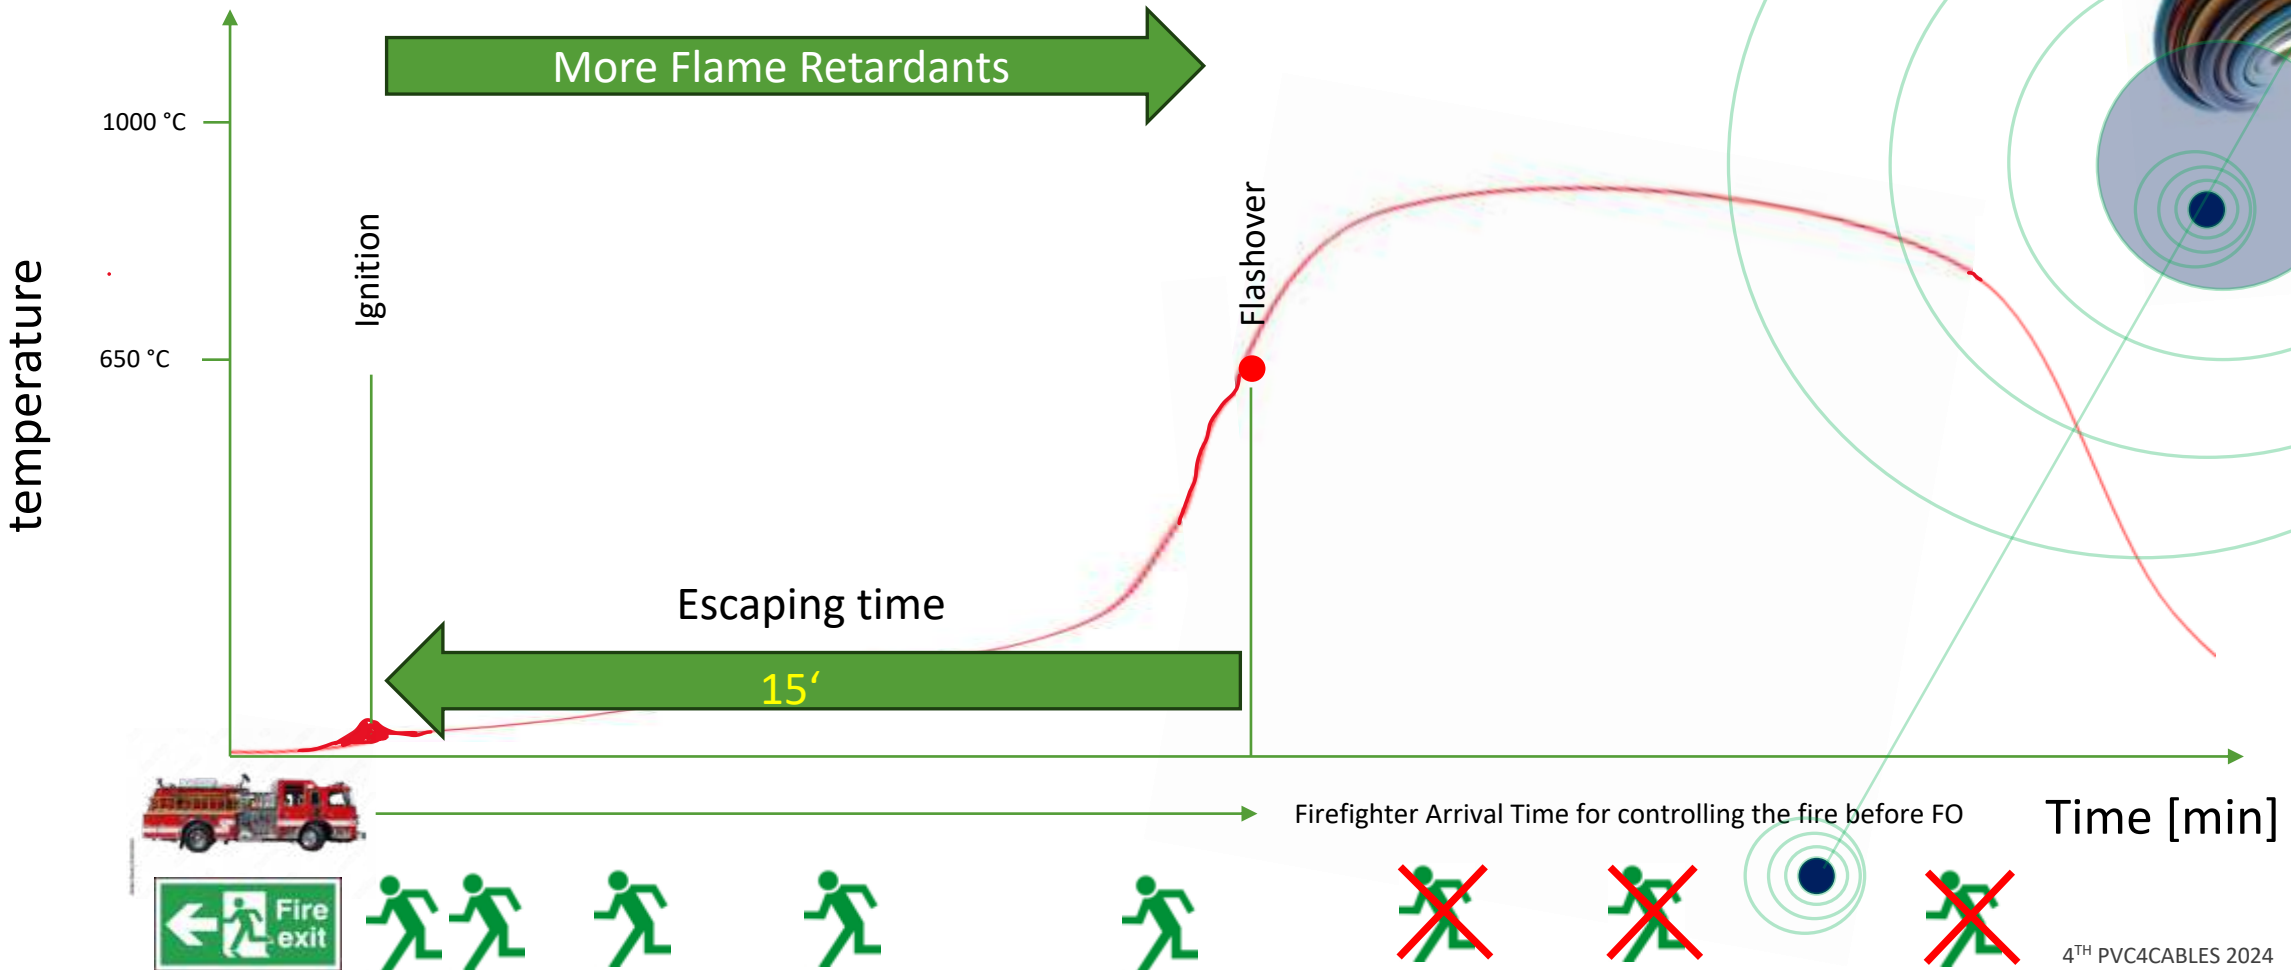 More Flame Retardants
1000 °C
Ignition
Flashover
temperature
650 °C
Escaping time
15‘
Firefighter Arrival Time for controlling the fire before FO
Time [min]
Fire
exit
4TH PVC4CABLES 2024